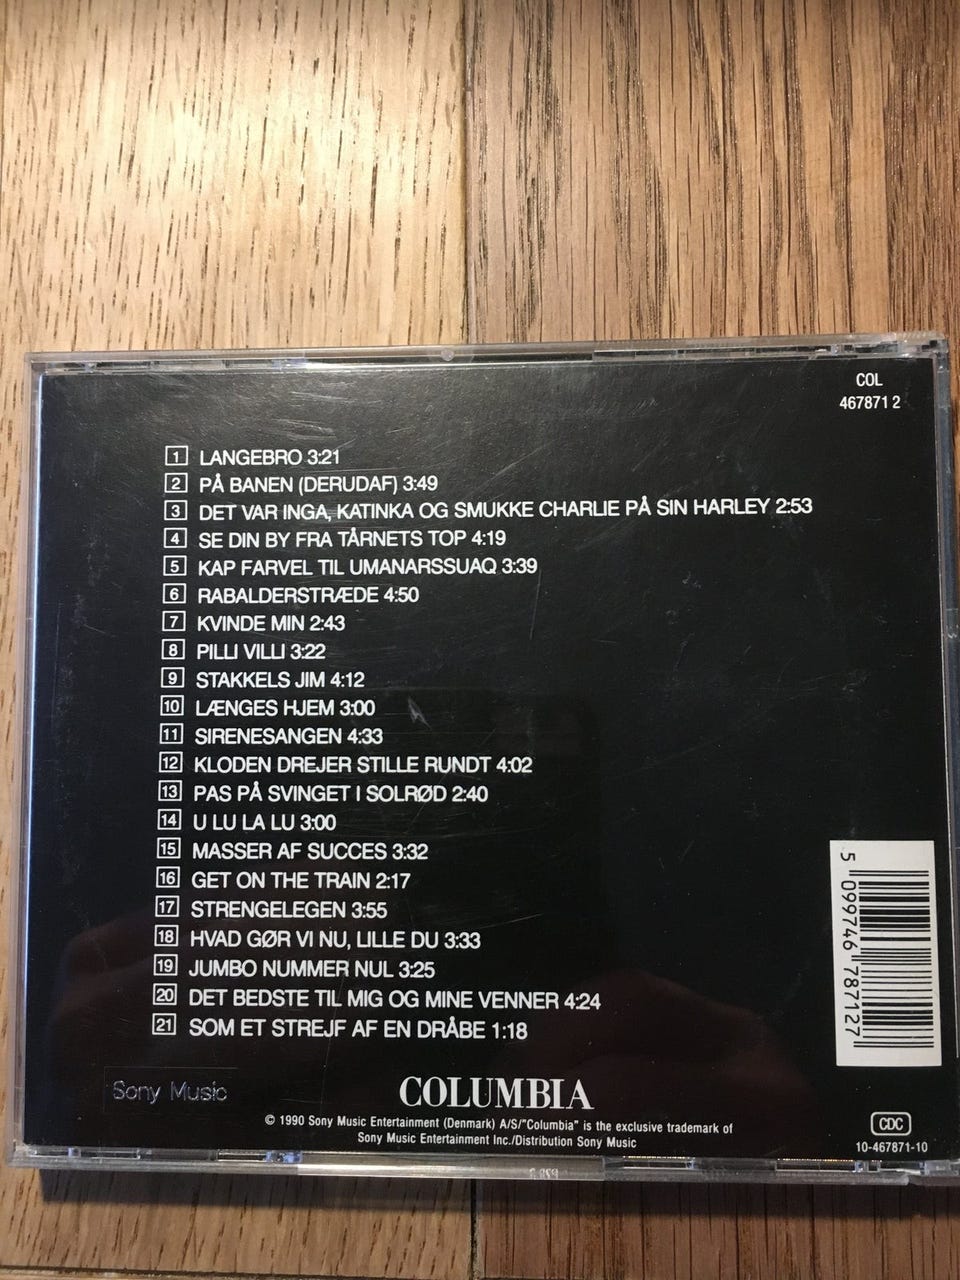 COL
467871 2
1 LANGEBRO 3:21
2 PÅ BANEN (DERUDAF) 3:49
3 DET VAR INGA, KATINKA OG SMUKKE CHARLIE PÅ SIN HARLEY 2:53
4 SE DIN BY FRA TÅRNETS TOP 4:19
5 KAP FARVEL TIL UMANARSSUAQ 3:39
6 RABALDERSTRÆDE 4:50
7 KVINDE MIN 2:43
8 PILLI VILLI 3:22
9 STAKKELS JIM 4:12
10 LÆNGES HJEM 3:00
11 SIRENESANGEN 4:33
12 KLODEN DREJER STILLE RUNDT 4:02
13 PAS PÅ SVINGET I SOLRØD 2:40
14 U LU LA LU 3:00
15 MASSER AF SUCCES 3:32
16 GET ON THE TRAIN 2:17
17 STRENGELEGEN 3:55
18 HVAD GØR VI NU, LILLE DU 3:33
19 JUMBO NUMMER NUL 3:25
20 DET BEDSTE TIL MIG OG MINE VENNER 4:24
21 SOM ET STREJF AF EN DRÅBE 1:18
5 099746 787127
Sony Music
COLUMBIA
© 1990 Sony Music Entertainment (Denmark) A/S/"Columbia" is the exclusive trademark of
Sony Music Entertainment Inc./Distribution Sony Music
CDC
10-467871-10